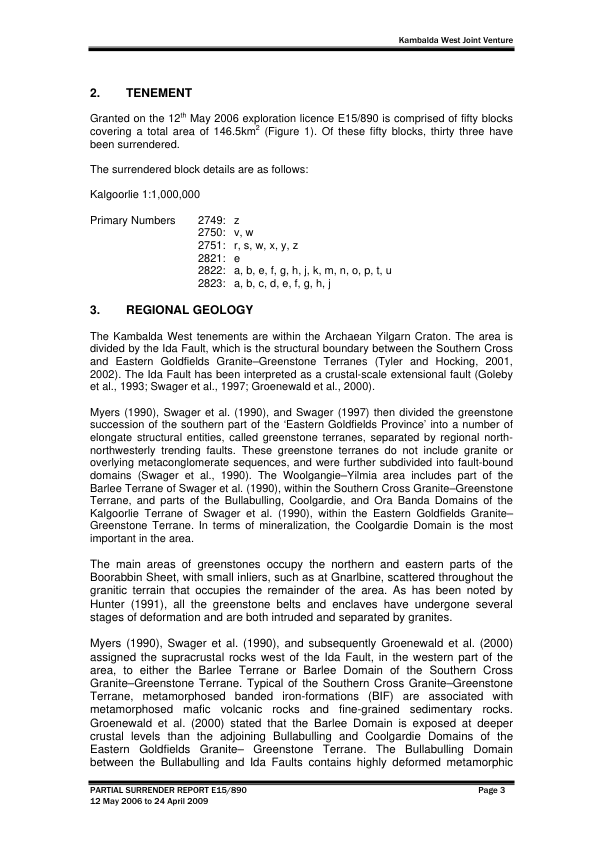 Kambalda West Joint Venture
2. TENEMENT
Granted on the 12th May 2006 exploration licence E15/890 is comprised of fifty blocks
covering a total area of 146.5km2 (Figure 1). Of these fifty blocks, thirty three have
been surrendered.
The surrendered block details are as follows:
Kalgoorlie 1:1,000,000
Primary Numbers 2749: z
2750: v, w
2751: r, s, w, x, y, z
2821: e
2822: a, b, e, f, g, h, j, k, m, n, o, p, t, u
2823: a, b, c, d, e, f, g, h, j
3. REGIONAL GEOLOGY
The Kambalda West tenements are within the Archaean Yilgarn Craton. The area is
divided by the Ida Fault, which is the structural boundary between the Southern Cross
and Eastern Goldfields Granite–Greenstone Terranes (Tyler and Hocking, 2001,
2002). The Ida Fault has been interpreted as a crustal-scale extensional fault (Goleby
et al., 1993; Swager et al., 1997; Groenewald et al., 2000).
Myers (1990), Swager et al. (1990), and Swager (1997) then divided the greenstone
succession of the southern part of the ‘Eastern Goldfields Province’ into a number of
elongate structural entities, called greenstone terranes, separated by regional north-
northwesterly trending faults. These greenstone terranes do not include granite or
overlying metaconglomerate sequences, and were further subdivided into fault-bound
domains (Swager et al., 1990). The Woolgangie–Yilmia area includes part of the
Barlee Terrane of Swager et al. (1990), within the Southern Cross Granite–Greenstone
Terrane, and parts of the Bullabulling, Coolgardie, and Ora Banda Domains of the
Kalgoorlie Terrane of Swager et al. (1990), within the Eastern Goldfields Granite–
Greenstone Terrane. In terms of mineralization, the Coolgardie Domain is the most
important in the area.
The main areas of greenstones occupy the northern and eastern parts of the
Boorabbin Sheet, with small inliers, such as at Gnarlbine, scattered throughout the
granitic terrain that occupies the remainder of the area. As has been noted by
Hunter (1991), all the greenstone belts and enclaves have undergone several
stages of deformation and are both intruded and separated by granites.
Myers (1990), Swager et al. (1990), and subsequently Groenewald et al. (2000)
assigned the supracrustal rocks west of the Ida Fault, in the western part of the
area, to either the Barlee Terrane or Barlee Domain of the Southern Cross
Granite–Greenstone Terrane. Typical of the Southern Cross Granite–Greenstone
Terrane, metamorphosed banded iron-formations (BIF) are associated with
metamorphosed mafic volcanic rocks and fine-grained sedimentary rocks.
Groenewald et al. (2000) stated that the Barlee Domain is exposed at deeper
crustal levels than the adjoining Bullabulling and Coolgardie Domains of the
Eastern Goldfields Granite– Greenstone Terrane. The Bullabulling Domain
between the Bullabulling and Ida Faults contains highly deformed metamorphic
PARTIAL SURRENDER REPORT E15/890 Page 3
12 May 2006 to 24 April 2009